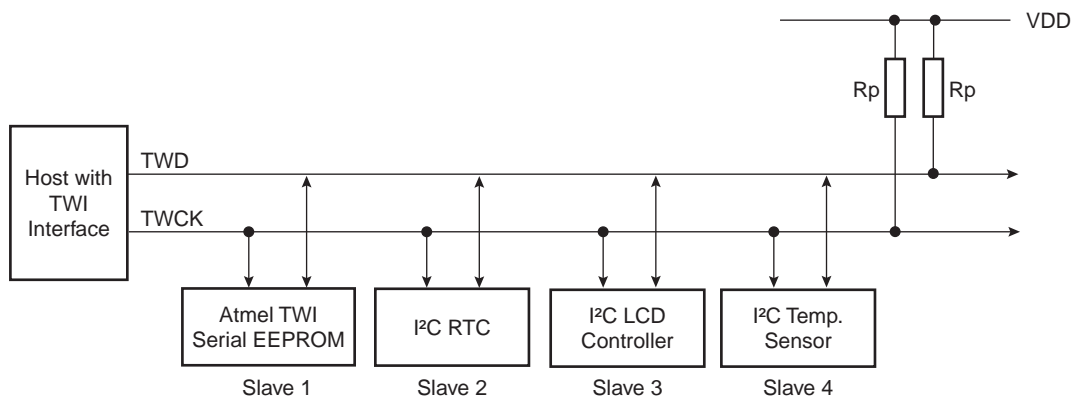 VDD
Rp
Rp
Host with
TWI
Interface
TWD
TWCK
Atmel TWI
Serial EEPROM
I²C RTC
I²C LCD
Controller
I²C Temp.
Sensor
Slave 1
Slave 2
Slave 3
Slave 4